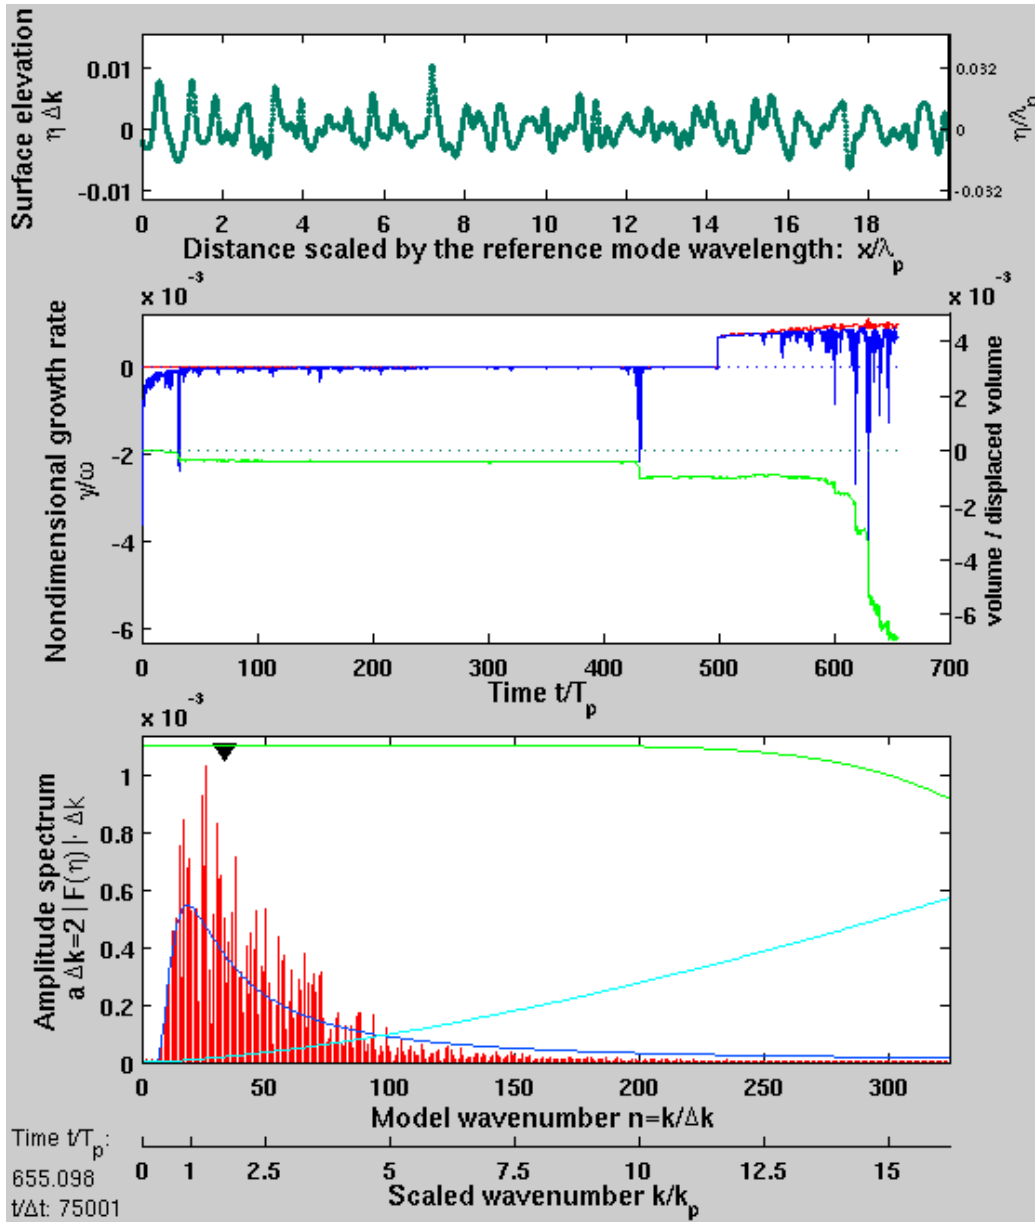 0.01
0
-0.01
0.032
0
-0.032
Surface elevation
η Δk
η/λp
0 2 4 6 8 10 12 14 16 18
Distance scaled by the reference mode wavelength: x/λp
x 10^-3
x 10^-3
0
-2
-4
-6
4
2
0
-2
-4
-6
Nondimensional growth rate
γ/ω
volume / displaced volume
0 100 200 300 400 500 600 700
Time t/Tp
x 10^-3
1
0.8
0.6
0.4
0.2
0
Amplitude spectrum
a Δk=2 | F(η) |· Δk
0 50 100 150 200 250 300
Model wavenumber n=k/Δk
Time t/Tp:
655.098
t/Δt: 75001
0 1 2.5 5 7.5 10 12.5 15
Scaled wavenumber k/kp